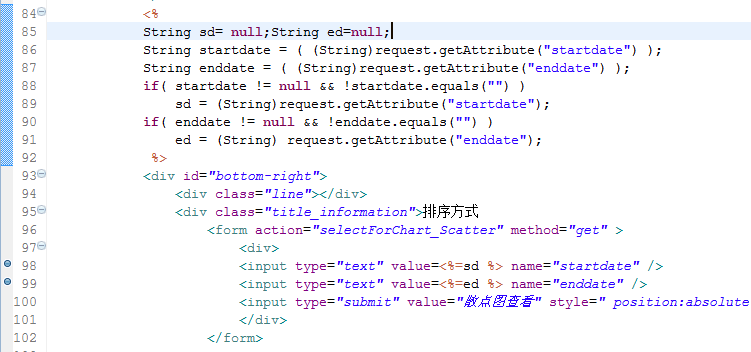 84 <%
85 String sd= null;String ed=null;
86 String startdate = ( (String)request.getAttribute("startdate") );
87 String enddate = ( (String)request.getAttribute("enddate") );
88 if( startdate != null && !startdate.equals("") )
89 sd = (String)request.getAttribute("startdate");
90 if( enddate != null && !enddate.equals("") )
91 ed = (String) request.getAttribute("enddate");
92 %>
93 <div id="bottom-right">
94 <div class="line"></div>
95 <div class="title_information">排序方式
96 <form action="selectForChart_Scatter" method="get" >
97 <div>
98 <input type="text" value=<%=sd %> name="startdate" />
99 <input type="text" value=<%=ed %> name="enddate" />
100 <input type="submit" value="散点图查看" style=" position:absolute
101 </div>
102 </form>